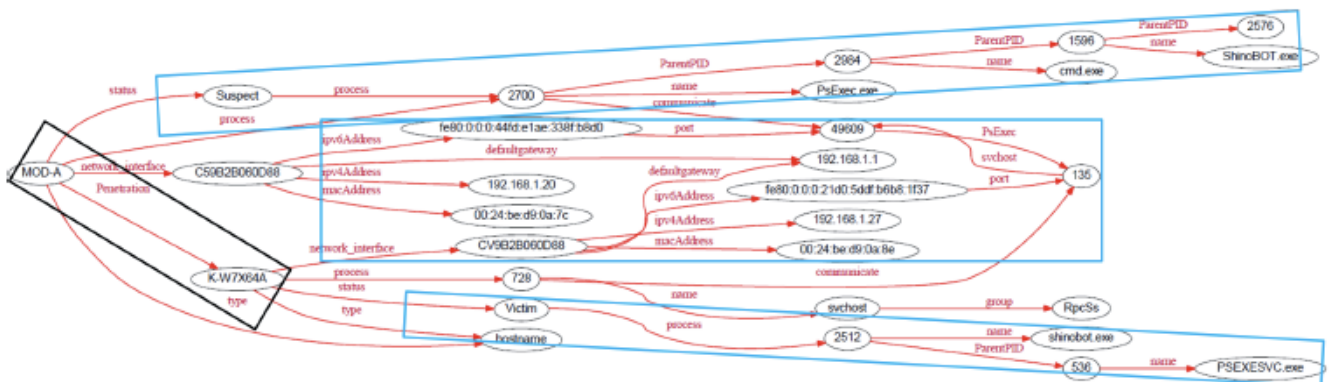 ParentPID
2576
ParentPID
1596
name
ShinoBOT.exe
ParentPID
2984
name
cmd.exe
status
Suspect
process
2700
name
PsExec.exe
process
communicate
fe80:0:0:0:44fd:e1ae:338f:b8d0
port
49609
PsExec
ipv6Address
MOD-A
network_interface
C59B2B060D88
defaultgateway
192.168.1.1
svchost
135
ipv4Address
192.168.1.20
defaultgateway
fe80:0:0:0:21d0:5ddf:b6b8:1f37
port
Penetration
macAddress
00:24:be:d9:0a:7c
ipv6Address
ipv4Address
192.168.1.27
network_interface
CV9B2B060D88
macAddress
00:24:be:d9:0a:8e
K-W7X64A
process
728
communicate
status
name
type
type
Victim
svchost
group
RpcSs
process
hostname
2512
name
shinobot.exe
ParentPID
536
name
PSEXESVC.exe